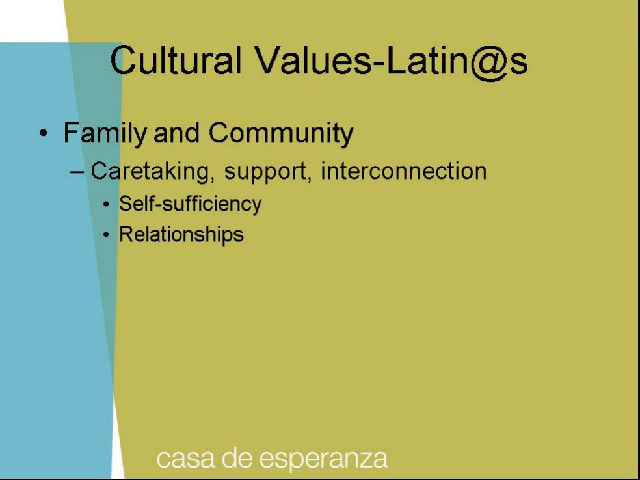 Cultural Values-Latin@s
• Family and Community
– Caretaking, support, interconnection
• Self-sufficiency
• Relationships
casa de esperanza